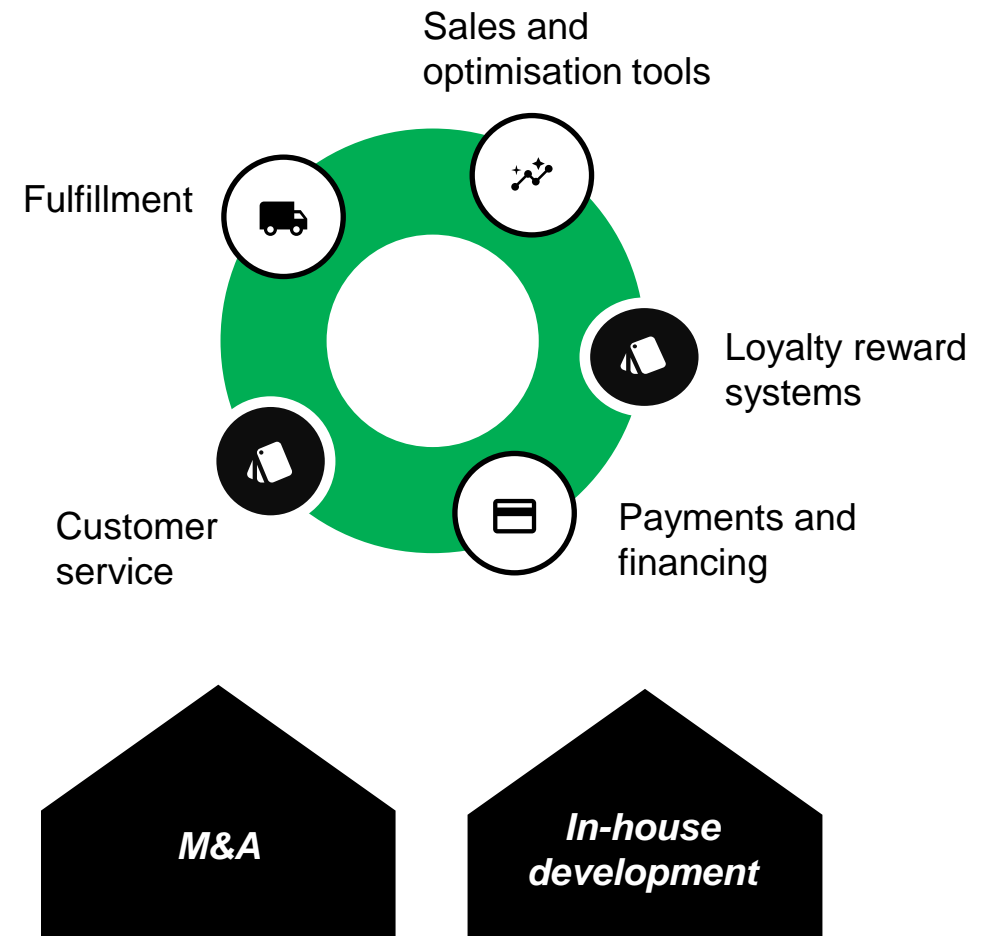 Sales and
optimisation tools
Fulfillment
Loyalty reward
systems
Payments and
financing
Customer
service
M&A
In-house
development